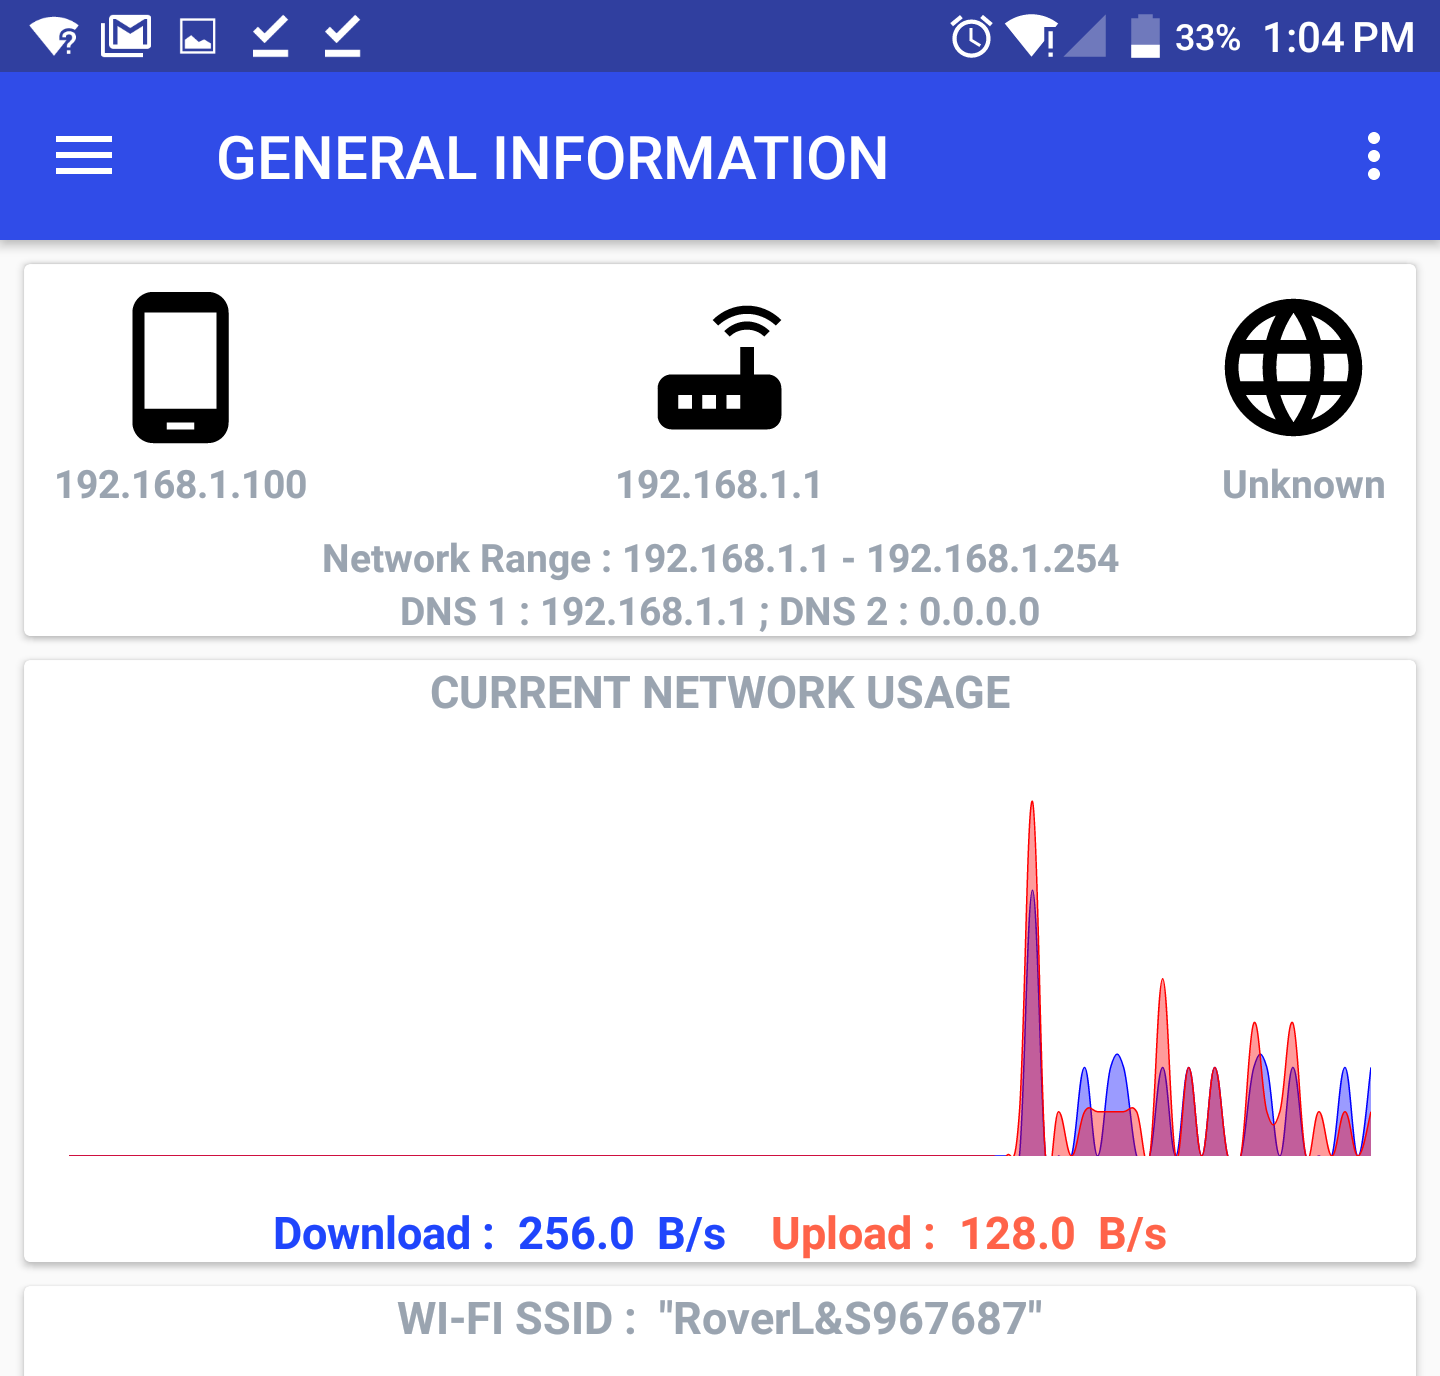 33% 1:04 PM
GENERAL INFORMATION
192.168.1.100 192.168.1.1 Unknown
Network Range : 192.168.1.1 - 192.168.1.254
DNS 1 : 192.168.1.1 ; DNS 2 : 0.0.0.0
CURRENT NETWORK USAGE
Download : 256.0 B/s Upload : 128.0 B/s
WI-FI SSID : "RoverL&S967687"